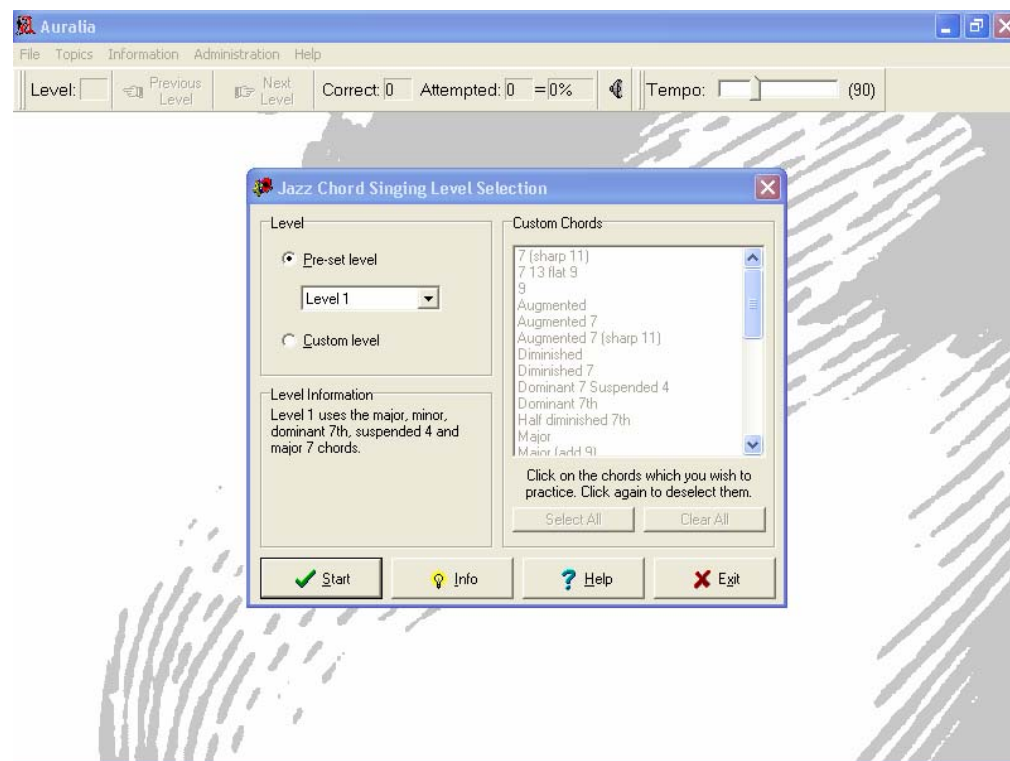 Auralia
File Topics Information Administration Help
Level: Previous Level Next Level Correct: 0 Attempted: 0 =0% Tempo: (90)
Jazz Chord Singing Level Selection
Level
Pre-set level
Level 1
Custom level
Level Information
Level 1 uses the major, minor,
dominant 7th, suspended 4 and
major 7 chords.
Custom Chords
7 (sharp 11)
7 13 flat 9
9
Augmented
Augmented 7
Augmented 7 (sharp 11)
Diminished
Diminished 7
Dominant 7 Suspended 4
Dominant 7th
Half diminished 7th
Major
Major (add 9)
Click on the chords which you wish to
practice. Click again to deselect them.
Select All Clear All
Start Info Help Exit